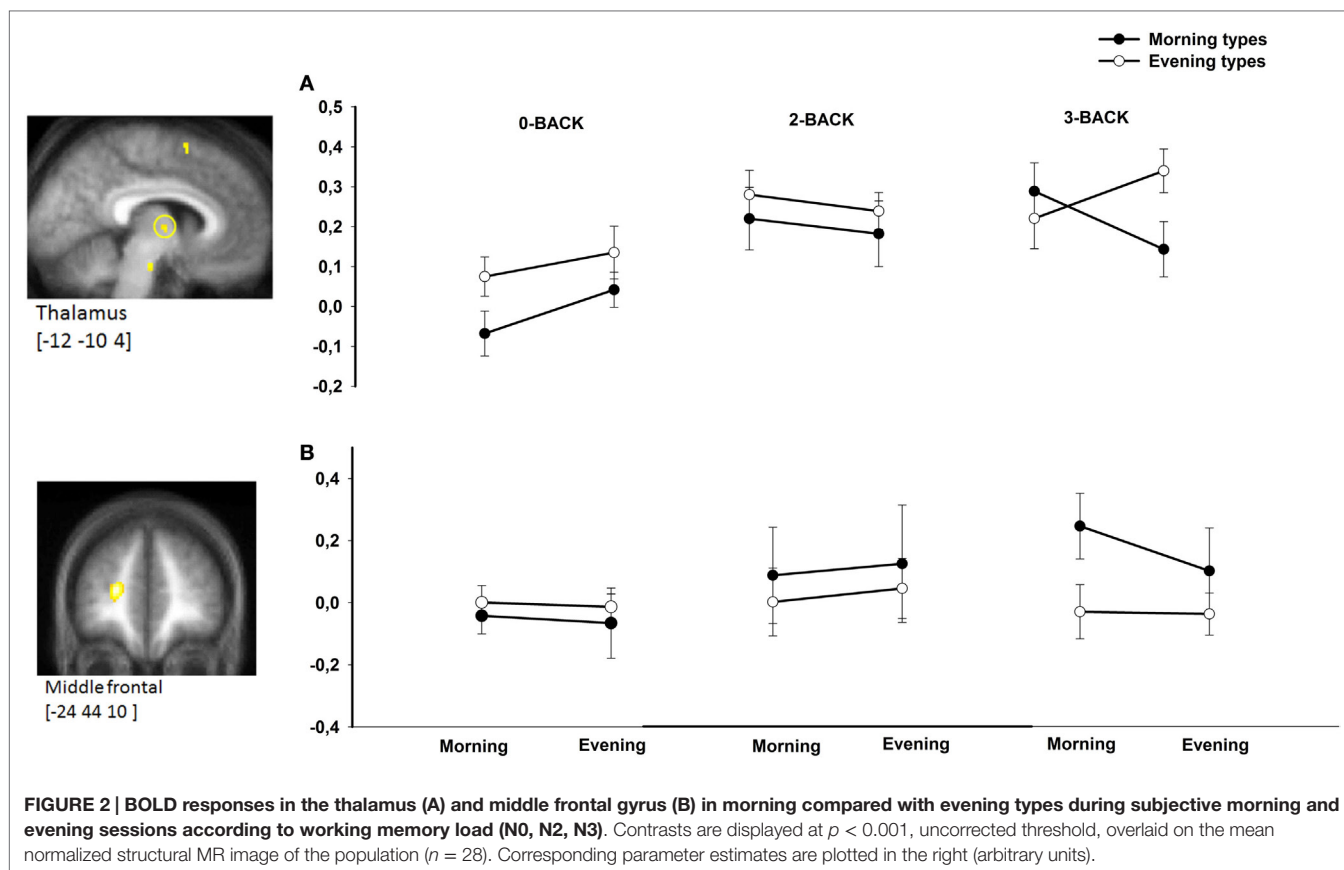 Morning types
Evening types
A
0-BACK
2-BACK
3-BACK
0,5
0,4
0,3
0,2
0,1
0,0
-0,1
-0,2
Thalamus
[-12 -10 4]
B
0,4
0,2
0,0
-0,2
-0,4
Middle frontal
[-24 44 10 ]
Morning Evening Morning Evening Morning Evening
FIGURE 2 | BOLD responses in the thalamus (A) and middle frontal gyrus (B) in morning compared with evening types during subjective morning and
evening sessions according to working memory load (N0, N2, N3). Contrasts are displayed at p < 0.001, uncorrected threshold, overlaid on the mean
normalized structural MR image of the population (n = 28). Corresponding parameter estimates are plotted in the right (arbitrary units).